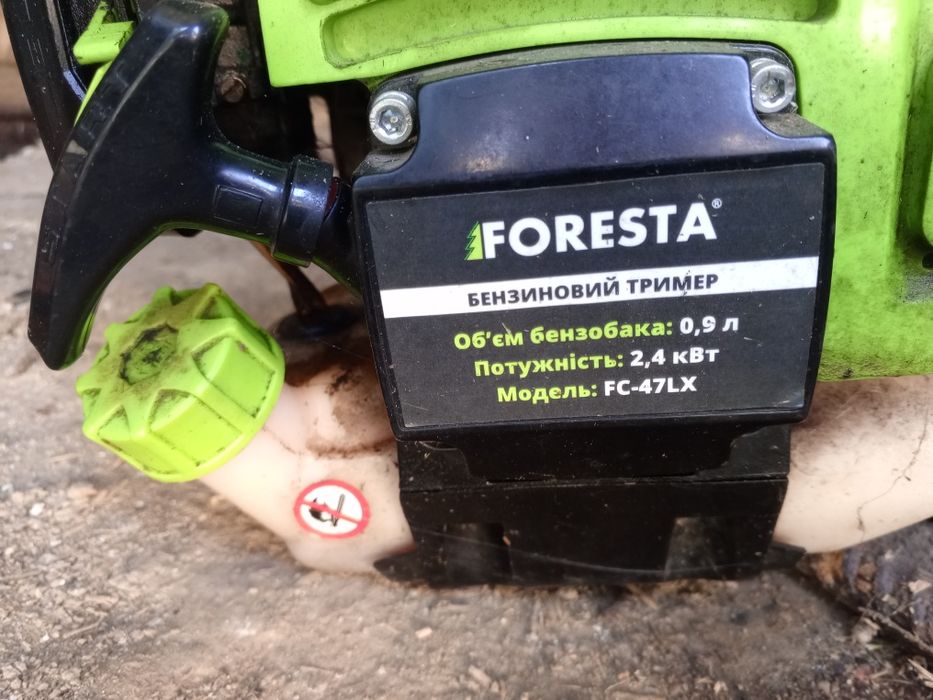 FORESTA®
БЕНЗИНОВИЙ ТРИМЕР
Об’єм бензобака: 0,9 л
Потужність: 2,4 кВт
Модель: FC-47LX